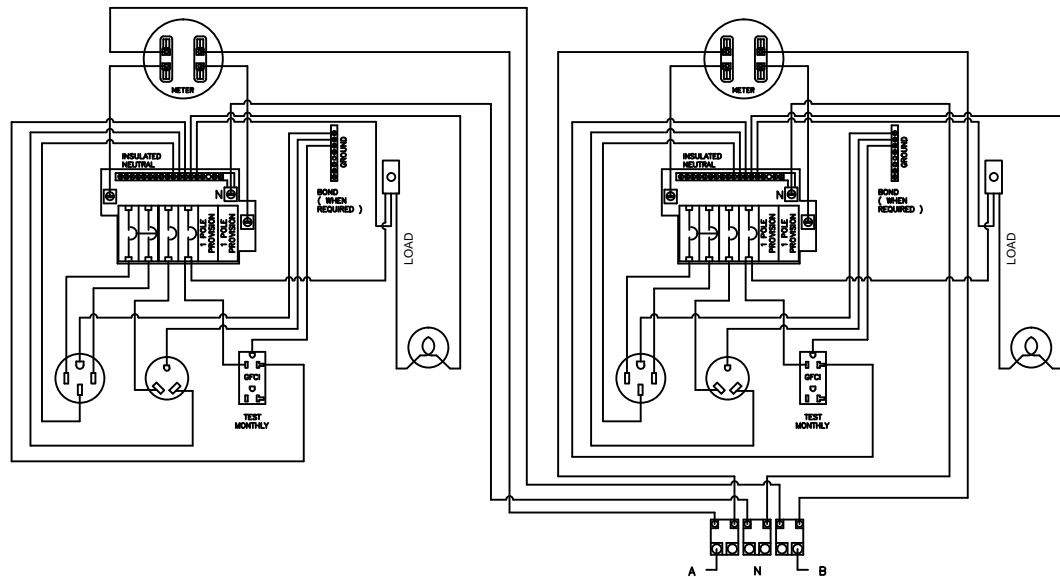 METER
INSULATED
NEUTRAL
N
GROUND
BOND
( WHEN
REQUIRED )
1 POLE
PROVISION
1 POLE
PROVISION
LOAD
GFCI
TEST
MONTHLY
METER
INSULATED
NEUTRAL
N
GROUND
BOND
( WHEN
REQUIRED )
1 POLE
PROVISION
1 POLE
PROVISION
LOAD
GFCI
TEST
MONTHLY
A
N
B